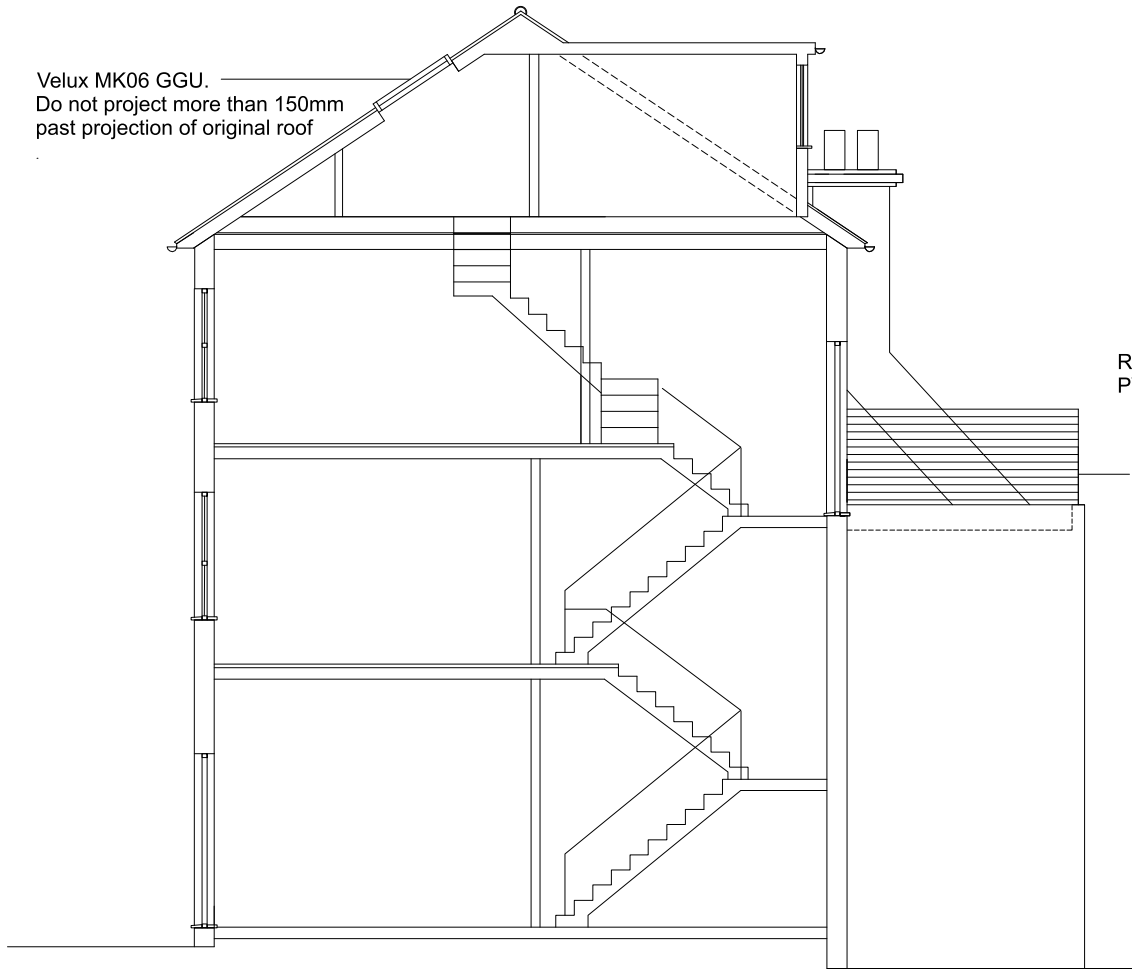 Velux MK06 GGU.
Do not project more than 150mm
past projection of original roof
.
R
P